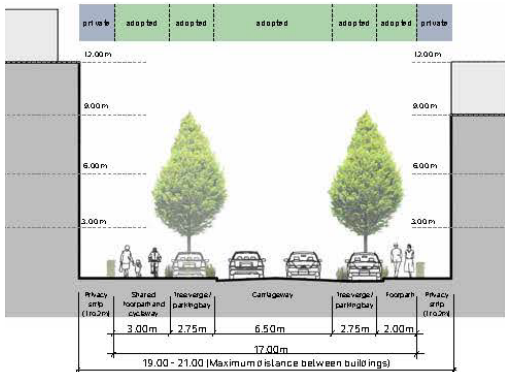 private adopted adopted adopted adopted adopted private
12.00m 12.00m
9.00m 9.00m
6.00m 6.00m
3.00m 3.00m
Privacy strip (1to2m)
Shared footpath and cycleway
Tree verge/ parking bay
Carriageway
Tree verge/ parking bay
Footpath
Privacy strip (1to2m)
3.00m 2.75m 6.50m 2.75m 2.00m
17.00m
19.00 - 21.00 (Maximum distance between buildings)